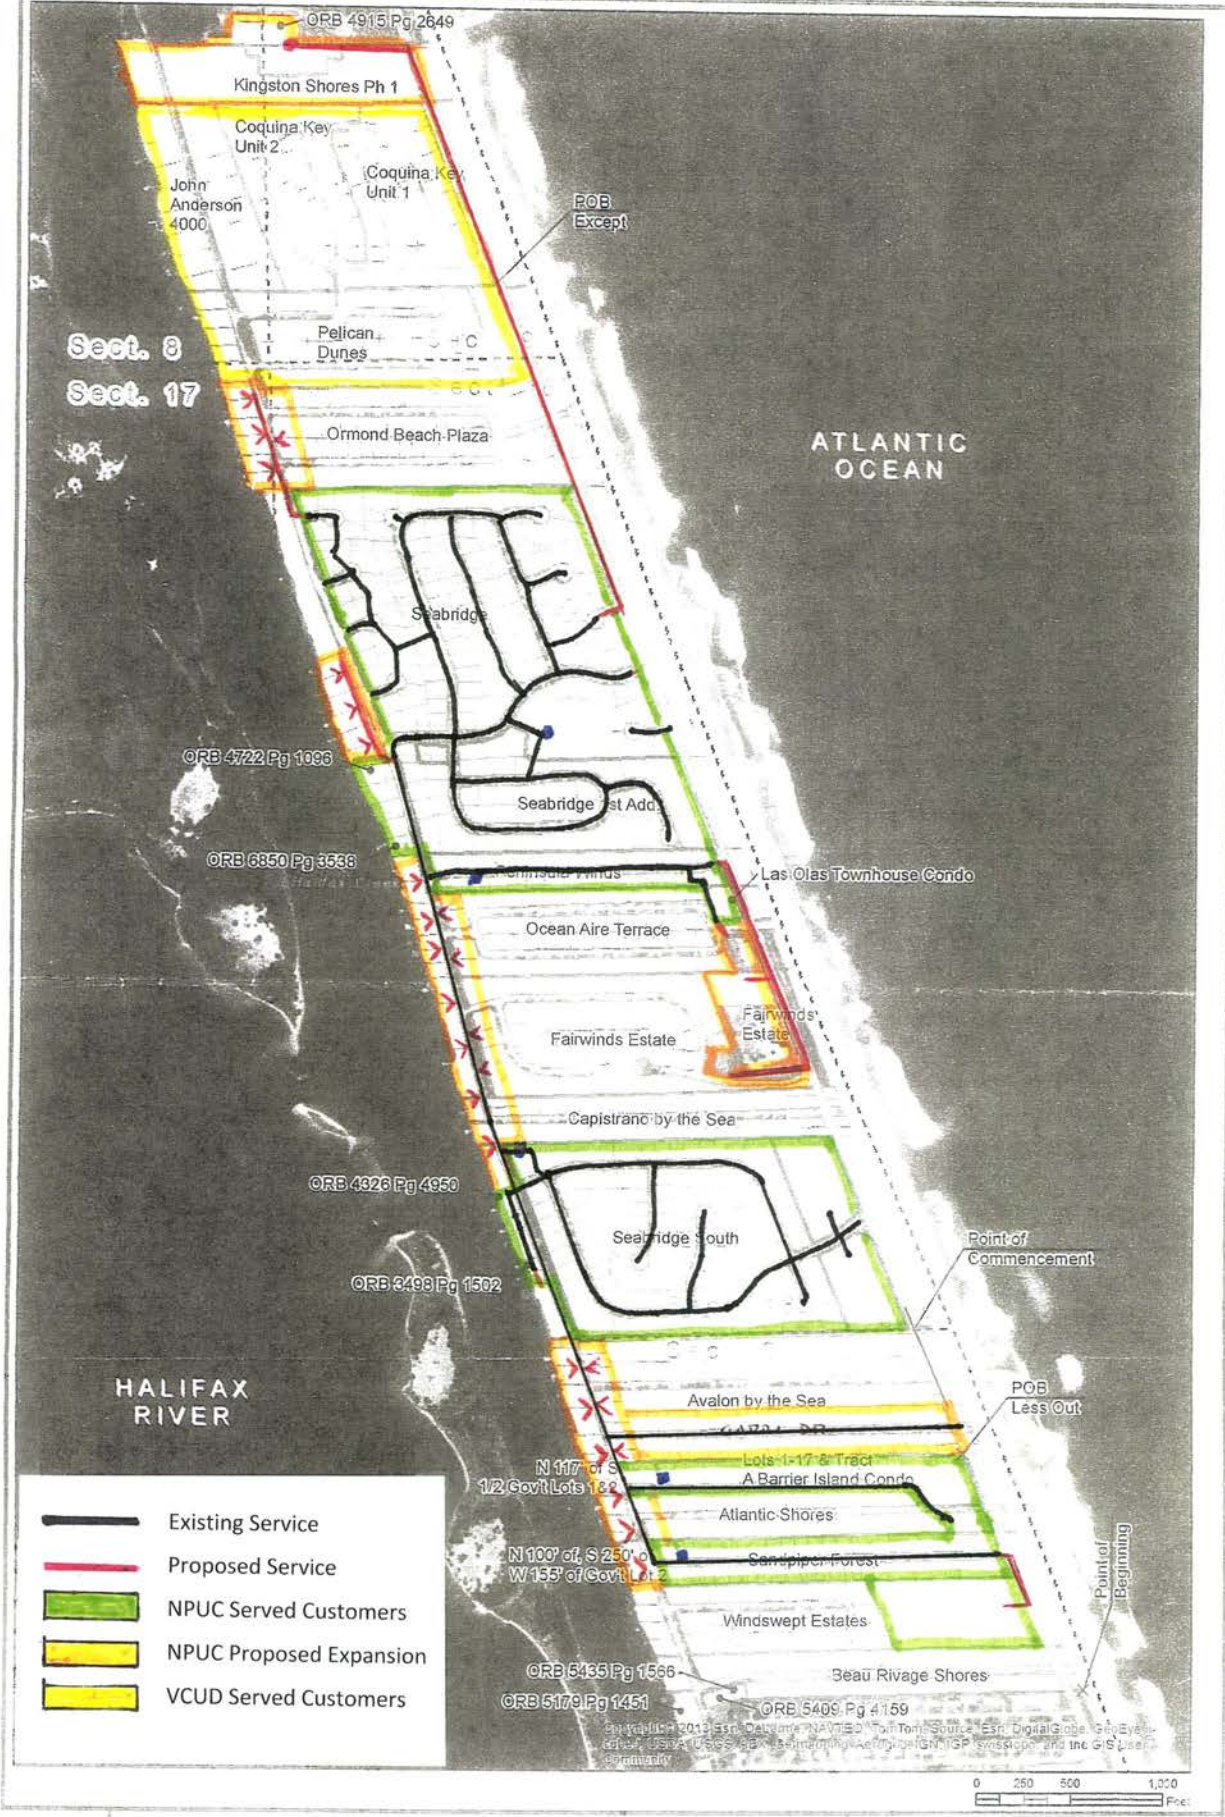 ORB 4915 Pg 2649
Kingston Shores Ph 1
Coquina Key
Unit 2
Coquina Key
Unit 1
John
Anderson
4000
POB
Except
Pelican
Dunes
Sect. 8
Sect. 17
Ormond Beach Plaza
ATLANTIC
OCEAN
Seabridge
ORB 4722 Pg 1096
Seabridge 1st Add.
ORB 6850 Pg 3538
Peninsula Winds
Las Olas Townhouse Condo
Ocean Aire Terrace
Fairwinds
Estate
Fairwinds Estate
Capistrano by the Sea
ORB 4326 Pg 4950
Seabridge South
Point of
Commencement
ORB 3498 Pg 1502
HALIFAX
RIVER
POB
Less Out
Avalon by the Sea
Lots 1-17 & Tract
A Barrier Island Condo
N 117' of S
1/2 Gov't Lots 1&2
Atlantic Shores
N 100' of, S 250' of
W 155' of Gov't Lot 2
Sandpiper Forest
Point of
Beginning
Windswept Estates
ORB 5435 Pg 1566
Beau Rivage Shores
ORB 5179 Pg 1451
ORB 5409 Pg 4159
Existing Service
Proposed Service
NPUC Served Customers
NPUC Proposed Expansion
VCUD Served Customers
Community
0 250 500 1,000
Feet